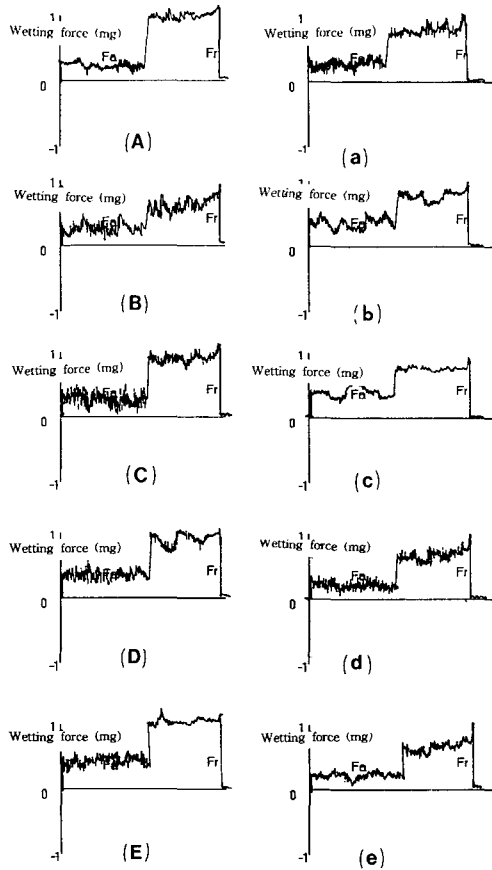 1
Wetting force (mg)
Fa
Fr
0
-1
(A)
1
Wetting force (mg)
Fa
Fr
0
-1
(a)
1
Wetting force (mg)
Fa
Fr
0
-1
(B)
1
Wetting force (mg)
Fa
Fr
0
-1
(b)
1
Wetting force (mg)
Fa
Fr
0
-1
(C)
1
Wetting force (mg)
Fa
Fr
0
-1
(c)
1
Wetting force (mg)
Fa
Fr
0
-1
(D)
1
Wetting force (mg)
Fa
Fr
0
-1
(d)
1
Wetting force (mg)
Fa
Fr
0
-1
(E)
1
Wetting force (mg)
Fa
Fr
0
-1
(e)